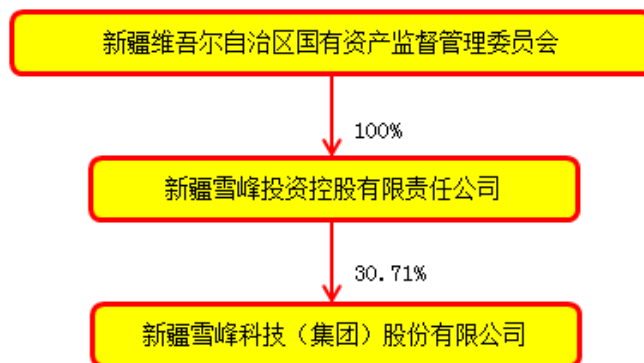 新疆维吾尔自治区国有资产监督管理委员会
100%
新疆雪峰投资控股有限责任公司
30.71%
新疆雪峰科技（集团）股份有限公司